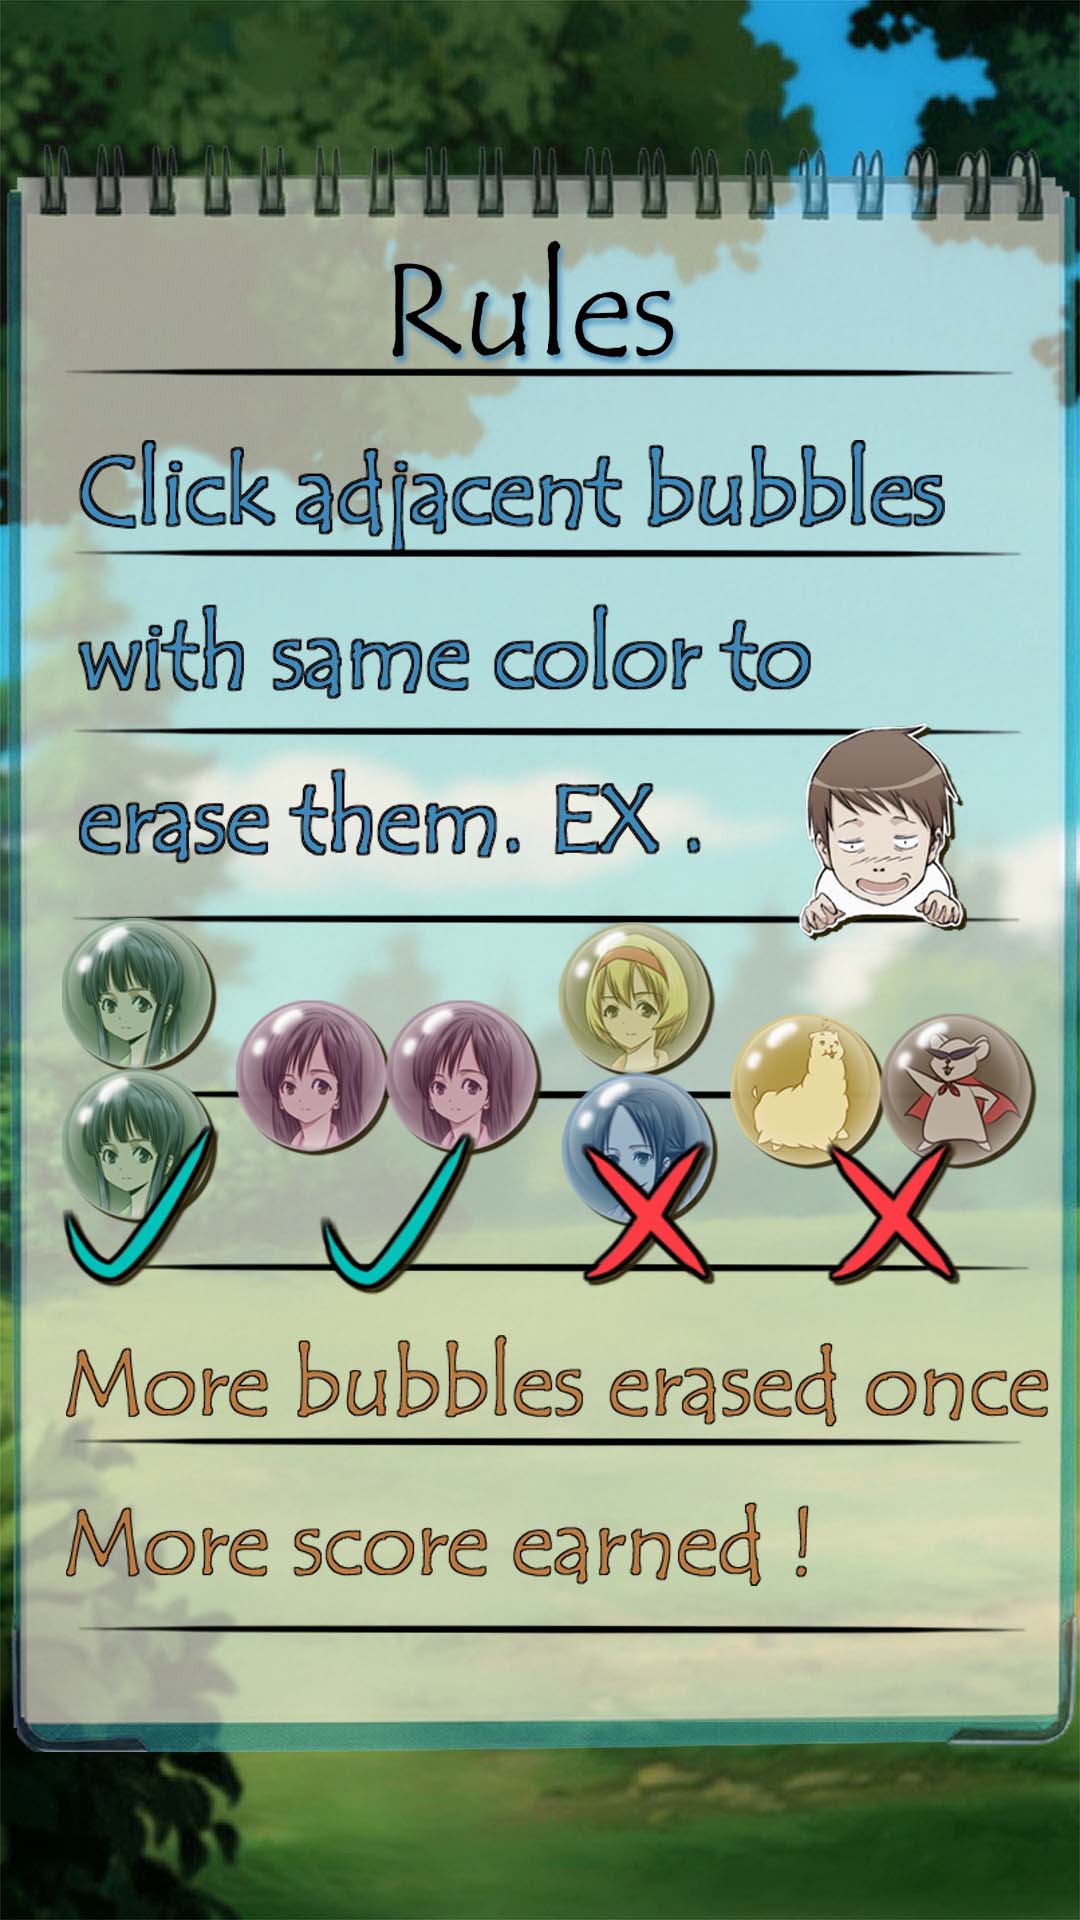 Rules
Click adjacent bubbles
with same color to
erase them. EX .
More bubbles erased once
More score earned !